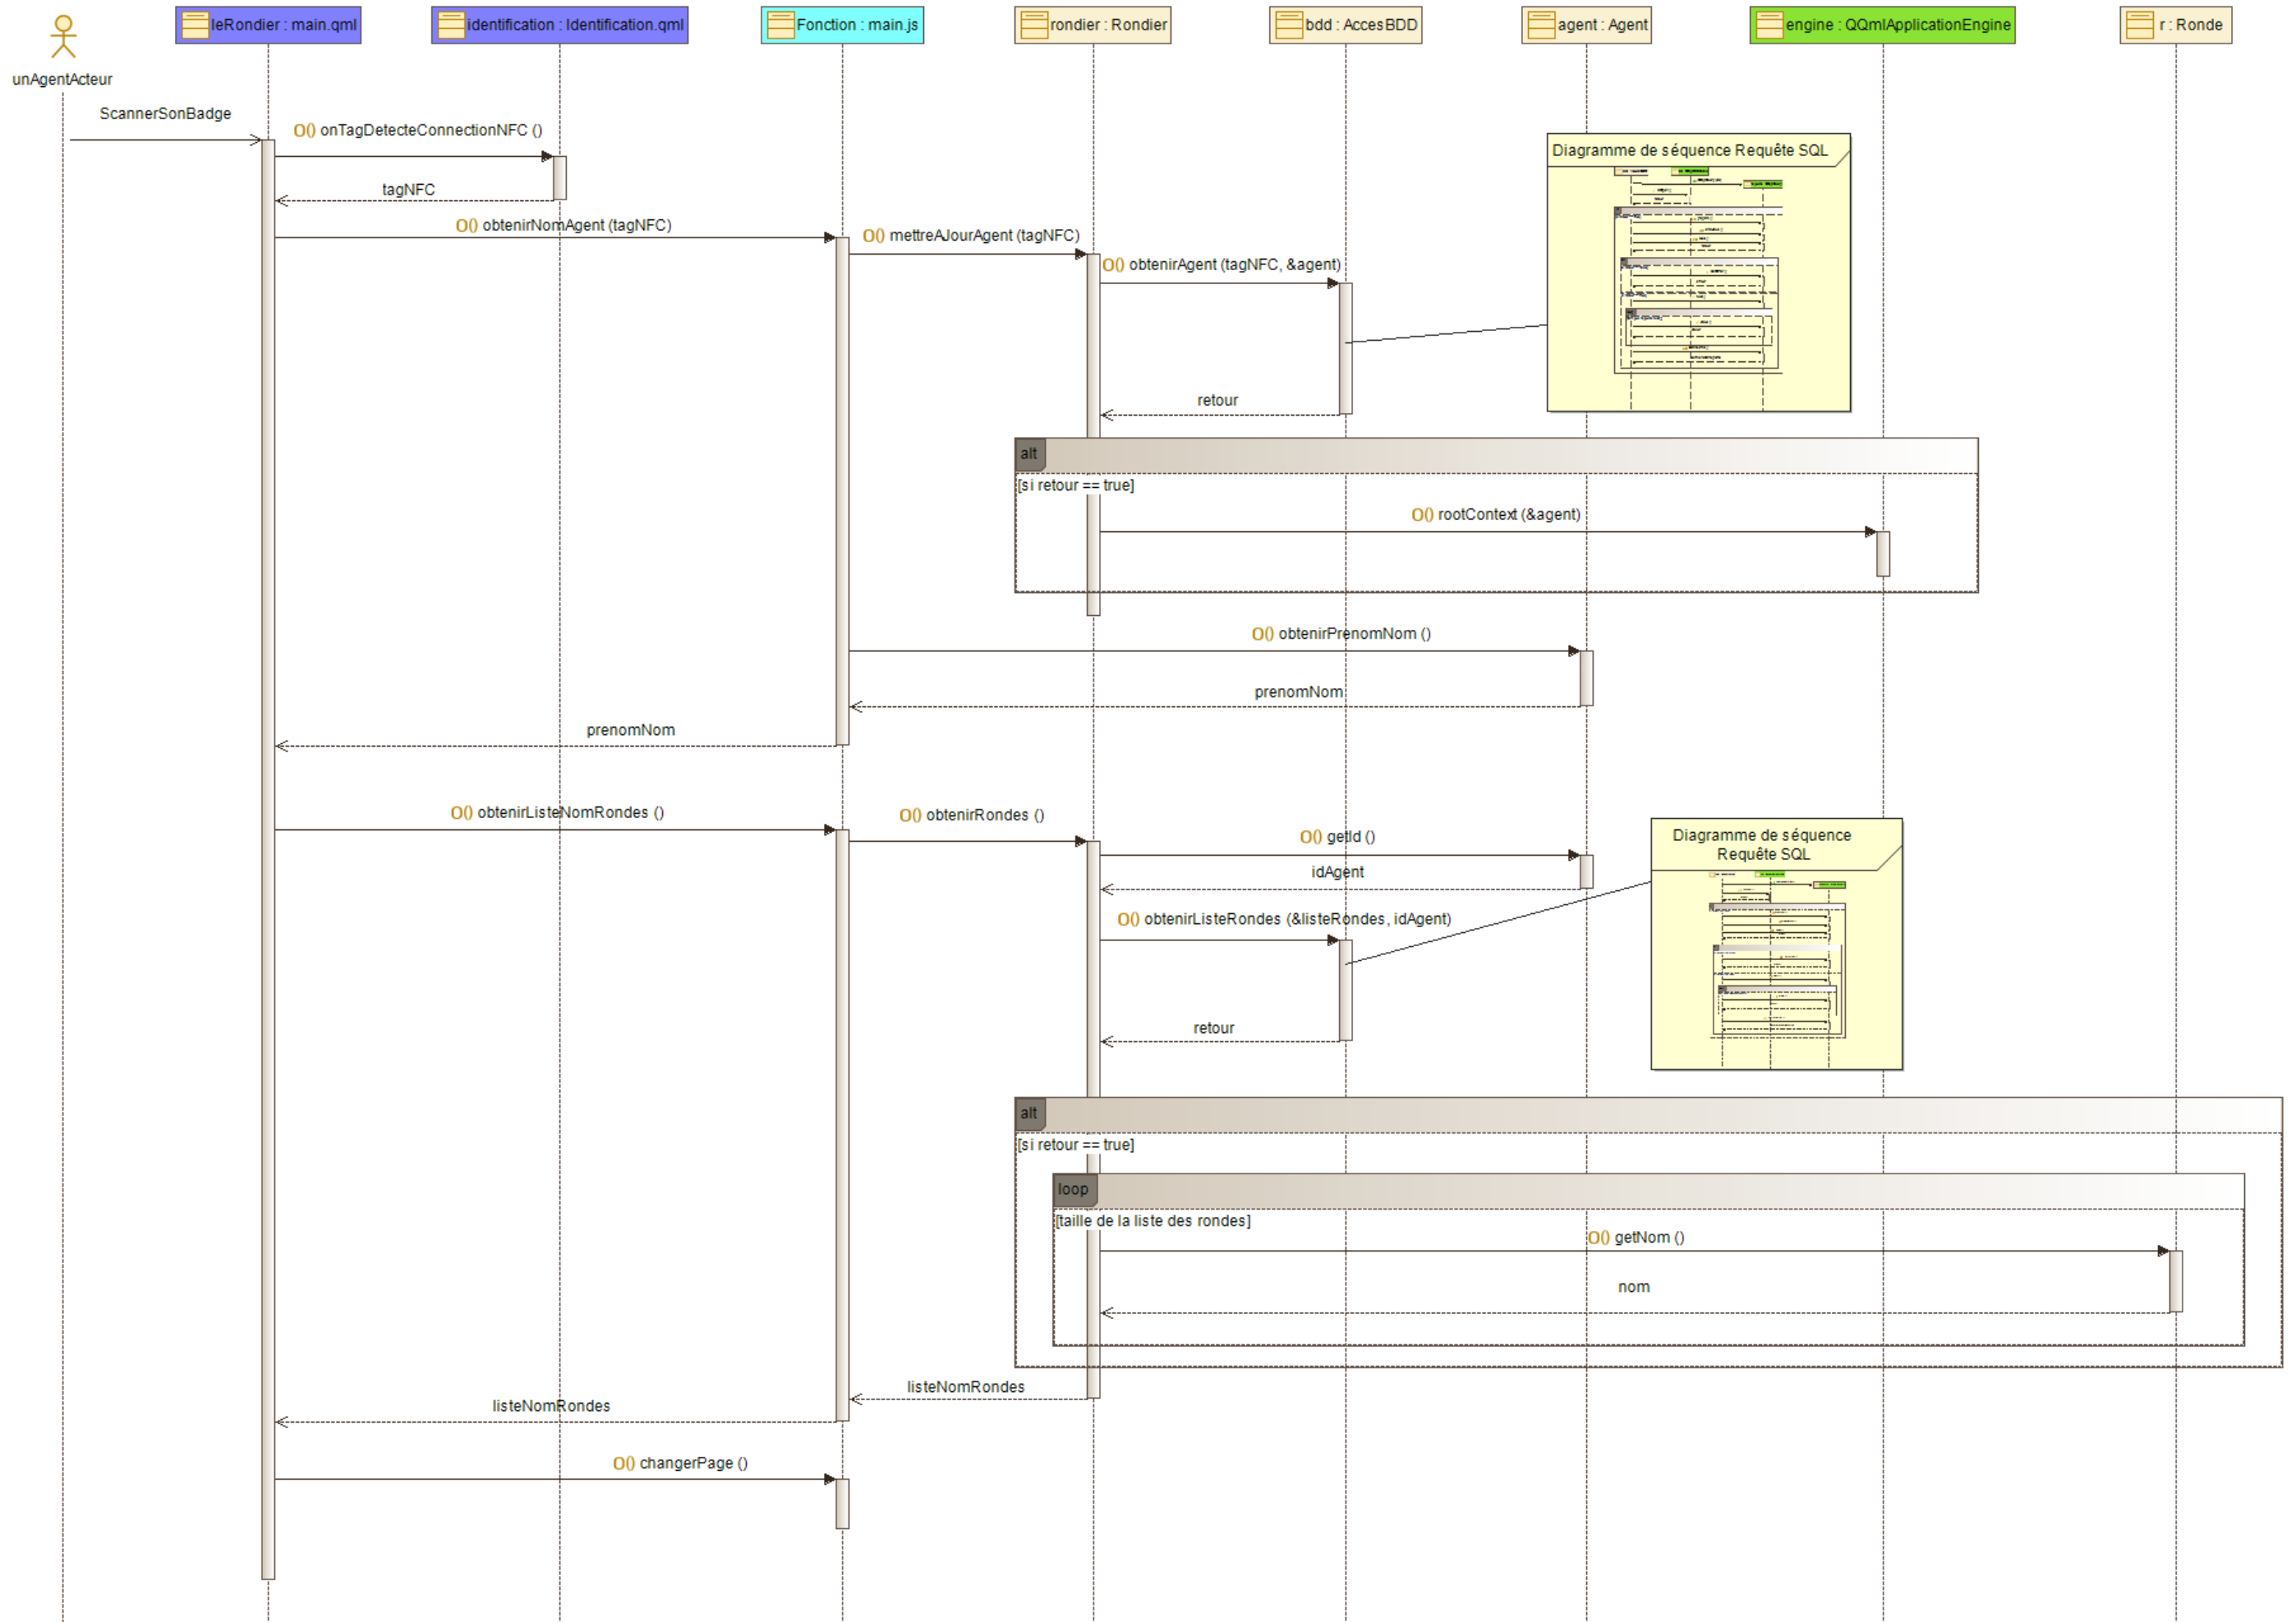 leRondier : main.qml
identification : Identification.qml
Fonction : main.js
rondier : Rondier
bdd : AccesBDD
agent : Agent
engine : QQmlApplicationEngine
r : Ronde
unAgentActeur
ScannerSonBadge
O() onTagDetecteConnectionNFC ()
Diagramme de séquence Requête SQL
tagNFC
O() obtenirNomAgent (tagNFC)
O() mettreAJourAgent (tagNFC)
O() obtenirAgent (tagNFC, &agent)
retour
alt
[si retour == true]
O() rootContext (&agent)
O() obtenirPrenomNom ()
prenomNom
prenomNom
O() obtenirListeNomRondes ()
O() obtenirRondes ()
O() getId ()
Diagramme de séquence
Requête SQL
idAgent
O() obtenirListeRondes (&listeRondes, idAgent)
retour
alt
[si retour == true]
loop
[taille de la liste des rondes]
O() getNom ()
nom
listeNomRondes
listeNomRondes
O() changerPage ()